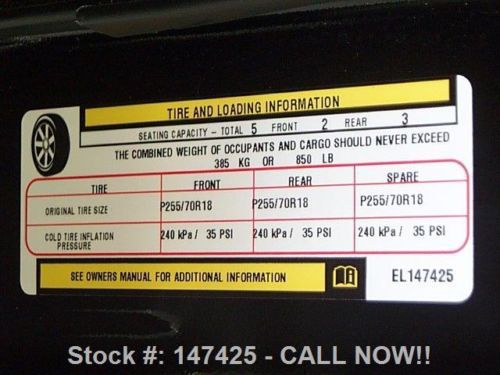 TIRE AND LOADING INFORMATION
SEATING CAPACITY - TOTAL 5 FRONT 2 REAR 3
THE COMBINED WEIGHT OF OCCUPANTS AND CARGO SHOULD NEVER EXCEED
385 KG OR 850 LB
TIRE FRONT REAR SPARE
ORIGINAL TIRE SIZE P255/70R18 P255/70R18 P255/70R18
COLD TIRE INFLATION PRESSURE 240 kPa / 35 PSI 240 kPa / 35 PSI 240 kPa / 35 PSI
SEE OWNERS MANUAL FOR ADDITIONAL INFORMATION EL147425
Stock #: 147425 - CALL NOW!!